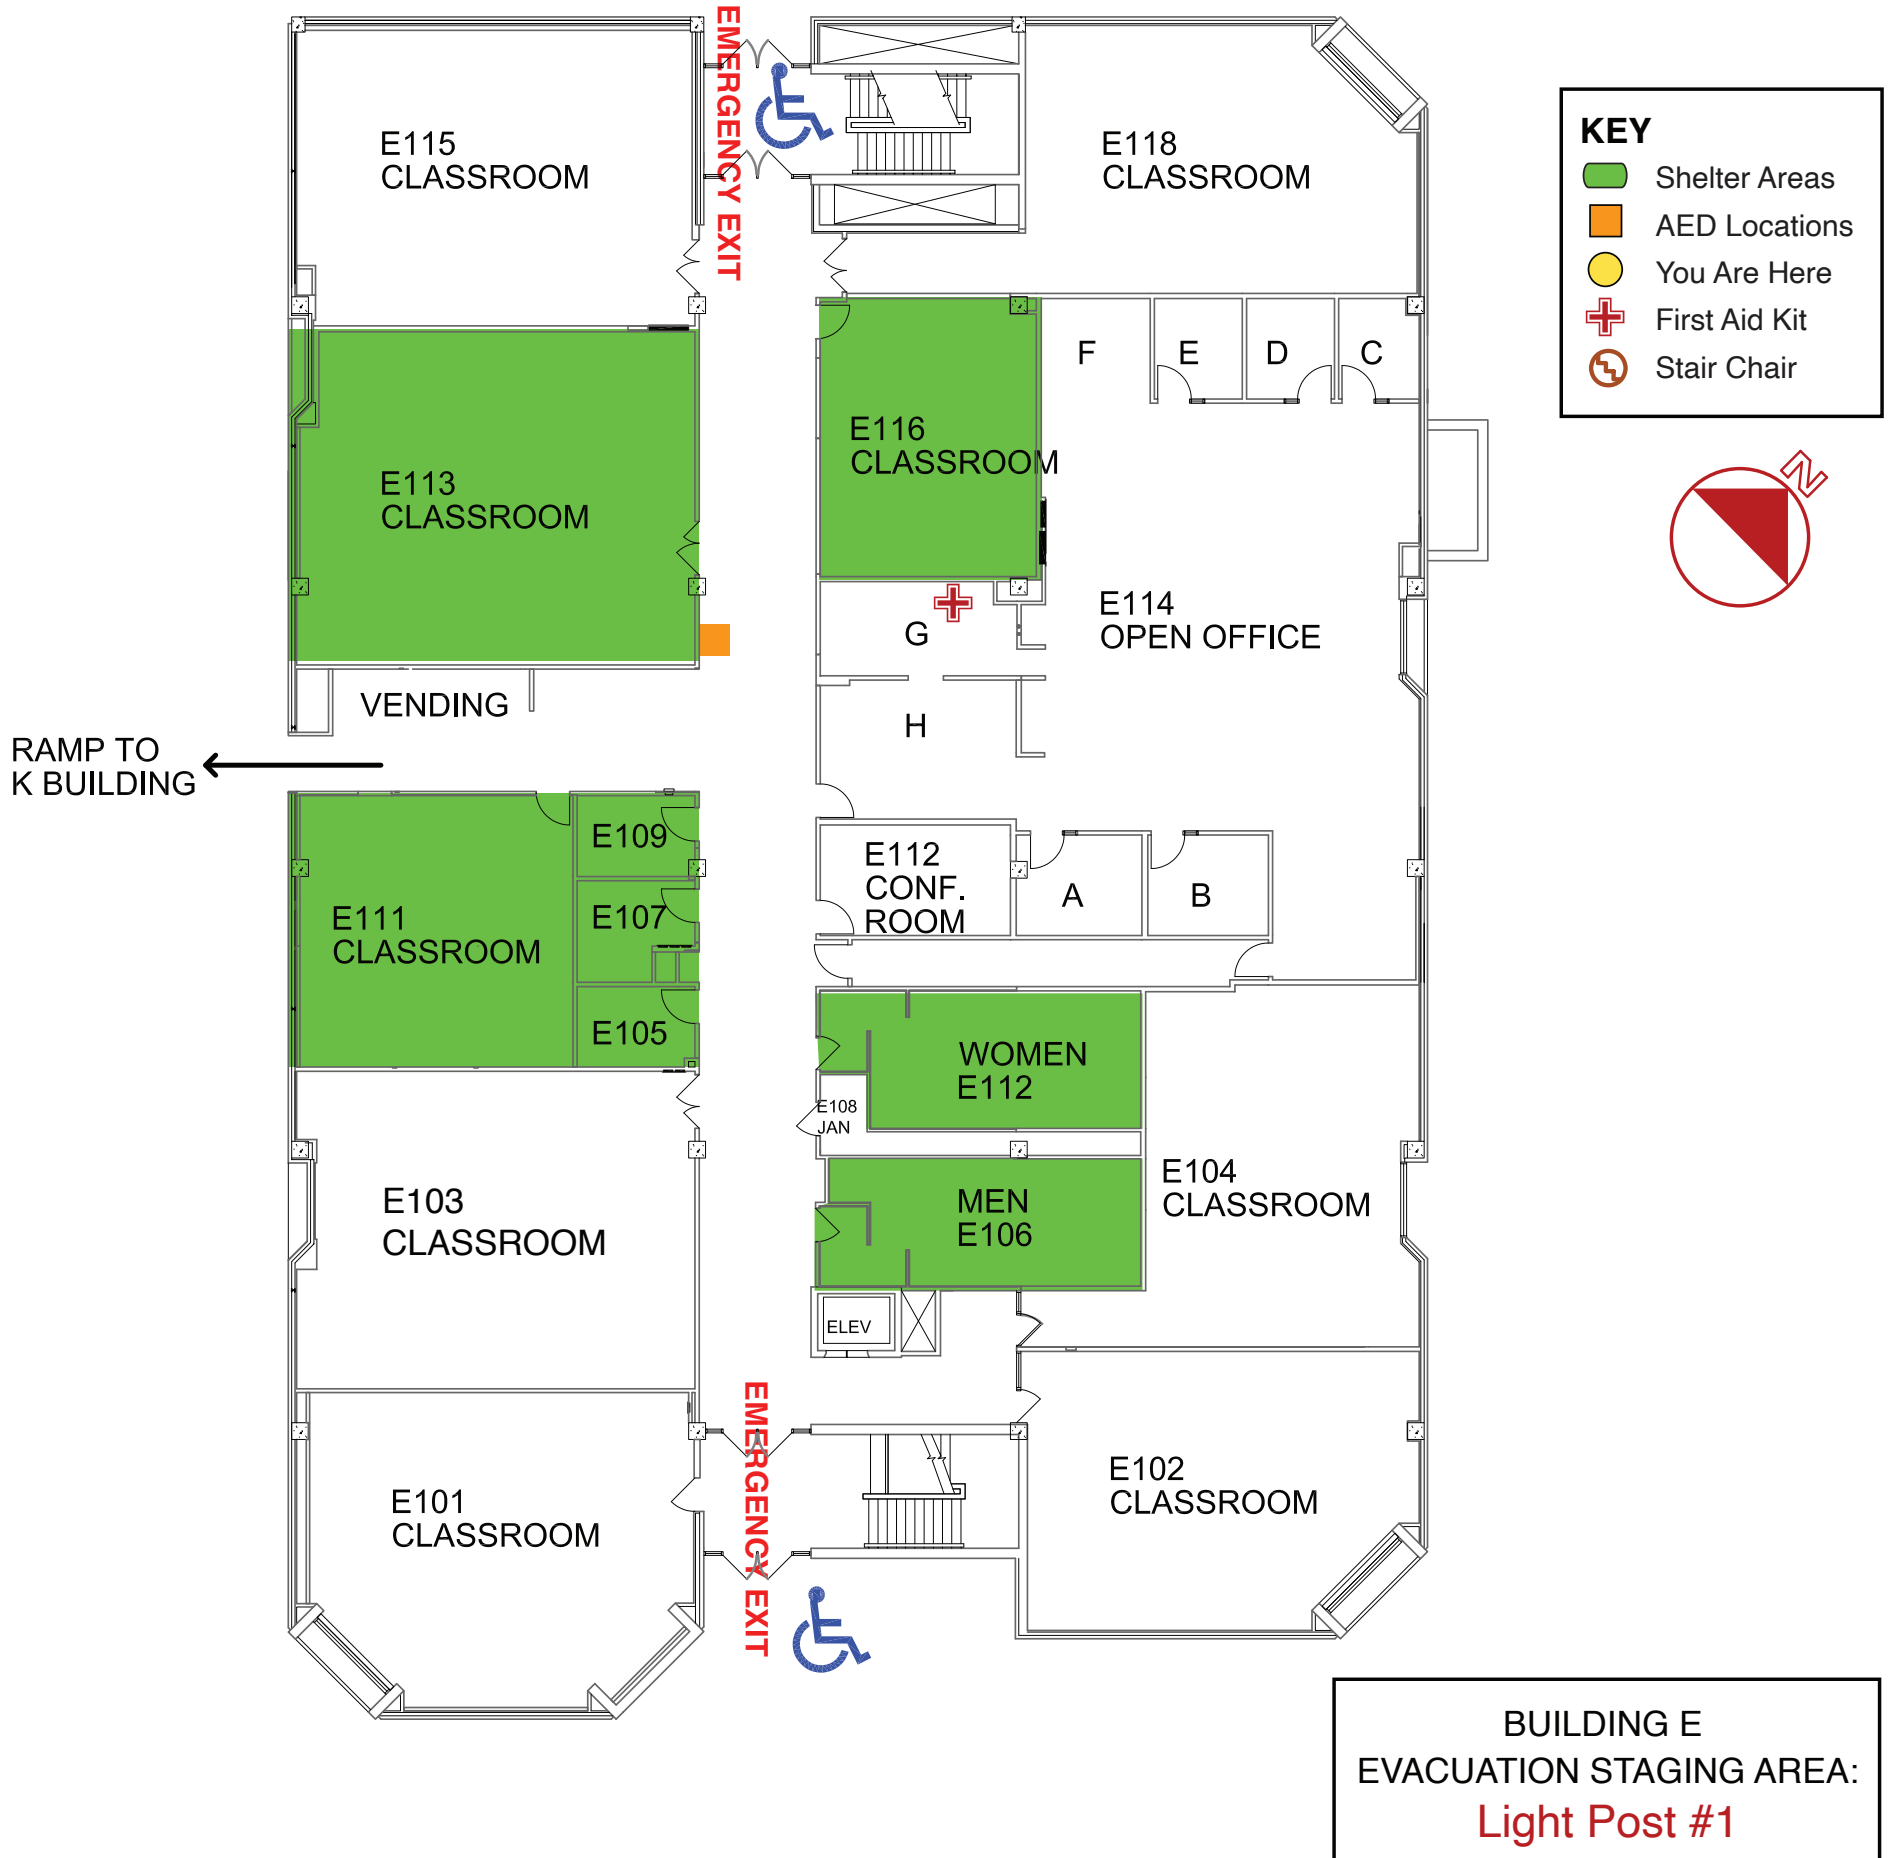 EMERGENCY EXIT
E115
CLASSROOM
E118
CLASSROOM
KEY
Shelter Areas
AED Locations
You Are Here
First Aid Kit
Stair Chair
N
F
E
D
C
E116
CLASSROOM
E113
CLASSROOM
E114
OPEN OFFICE
G
VENDING
H
RAMP TO
K BUILDING
E109
E112
CONF.
ROOM
A
B
E107
E111
CLASSROOM
E105
WOMEN
E112
E108
JAN
E103
CLASSROOM
MEN
E106
E104
CLASSROOM
ELEV
EMERGENCY EXIT
E101
CLASSROOM
E102
CLASSROOM
BUILDING E
EVACUATION STAGING AREA:
Light Post #1